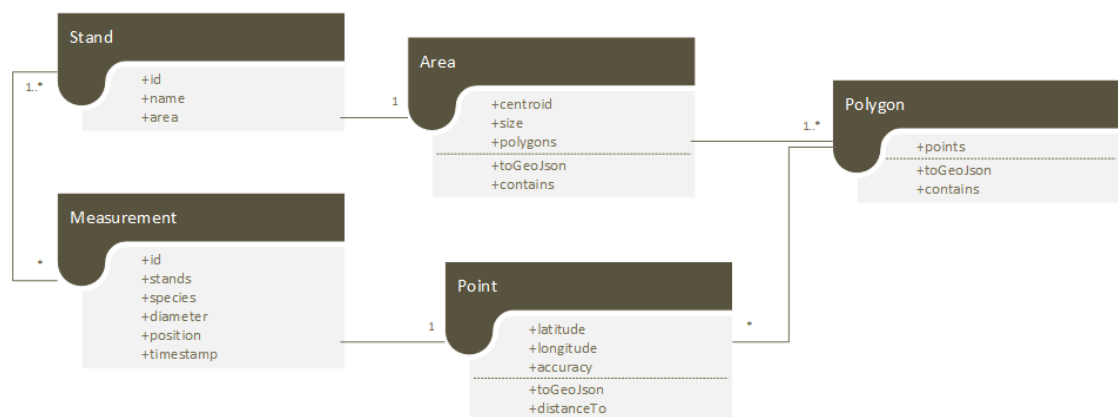 Stand
+id
+name
+area
1..*
1
Area
+centroid
+size
+polygons
+toGeoJson
+contains
1..*
Polygon
+points
+toGeoJson
+contains
Measurement
+id
+stands
+species
+diameter
+position
+timestamp
*
1
Point
+latitude
+longitude
+accuracy
+toGeoJson
+distanceTo
*